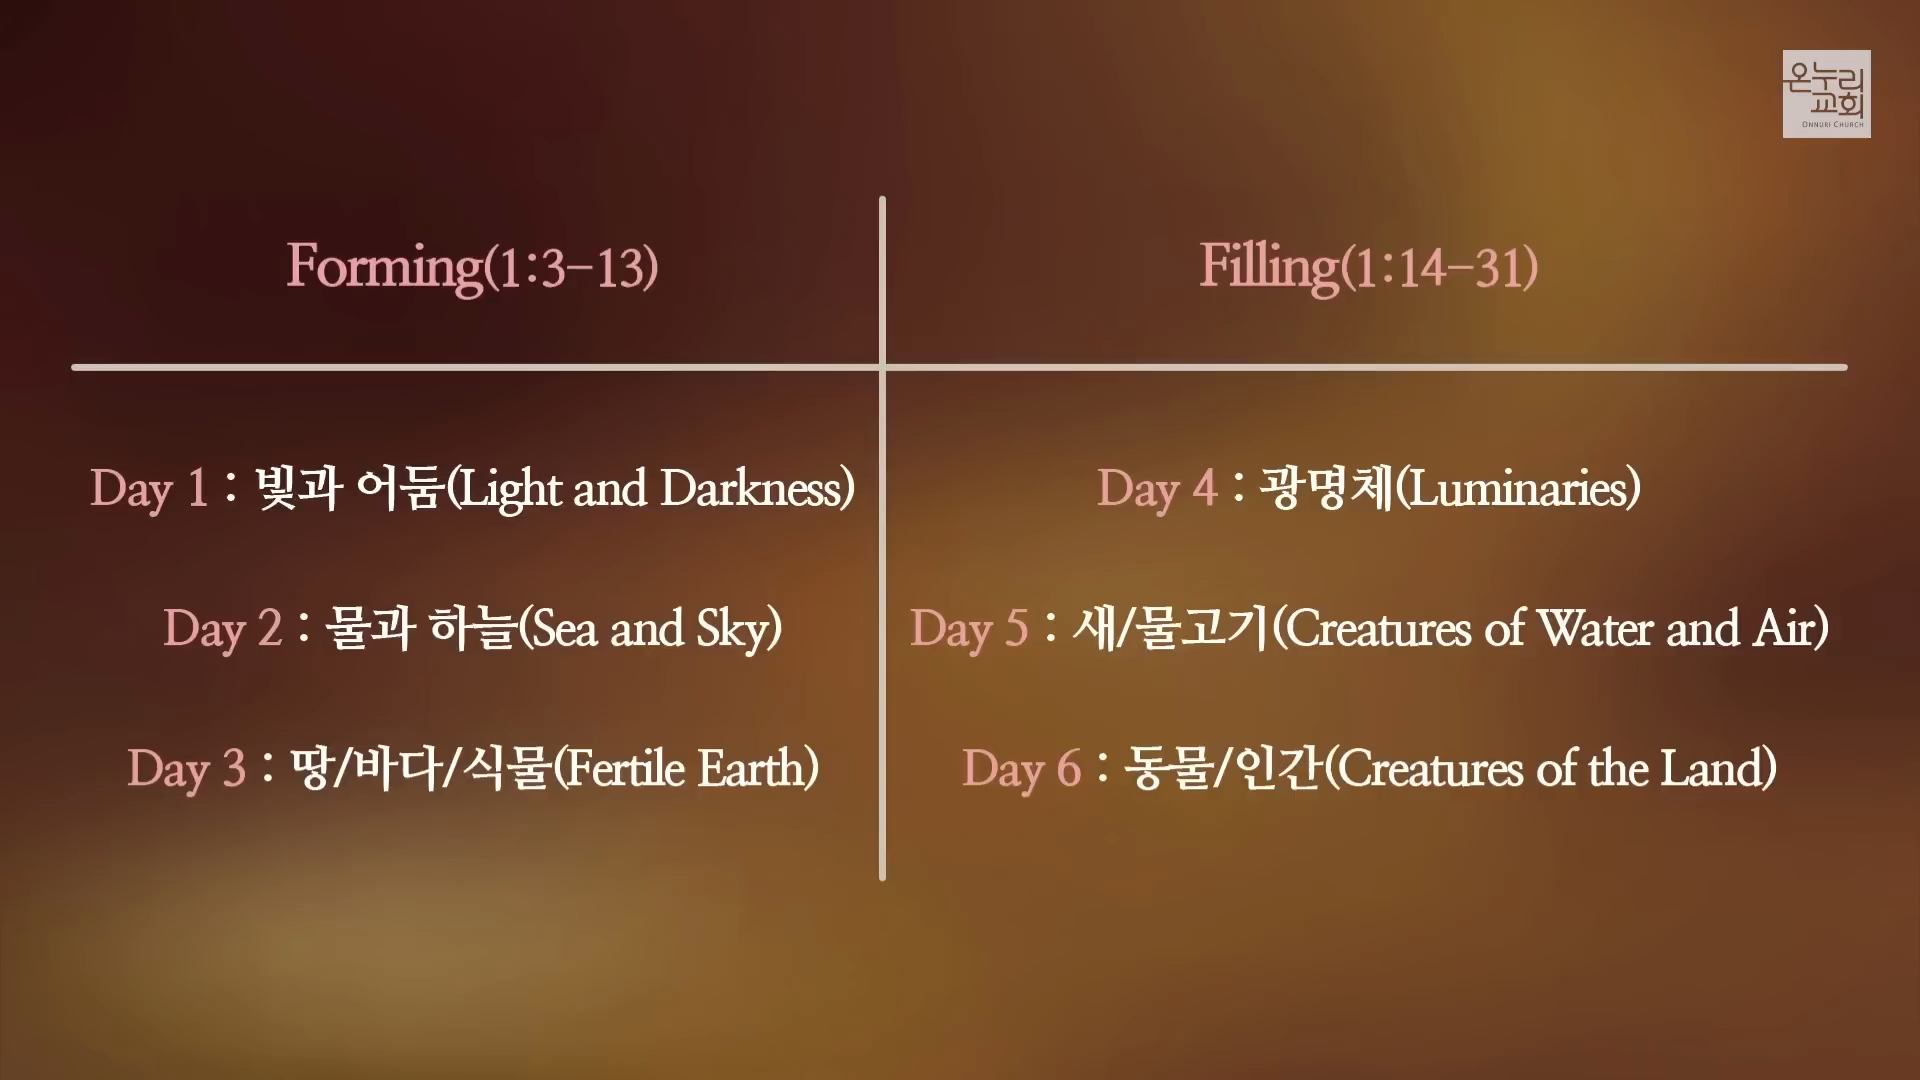 온누리
교회
ONNURI CHURCH
Forming(1:3-13)
Filling(1:14-31)
Day 1 : 빛과 어둠(Light and Darkness)
Day 4 : 광명체(Luminaries)
Day 2 : 물과 하늘(Sea and Sky)
Day 5 : 새/물고기(Creatures of Water and Air)
Day 3 : 땅/바다/식물(Fertile Earth)
Day 6 : 동물/인간(Creatures of the Land)